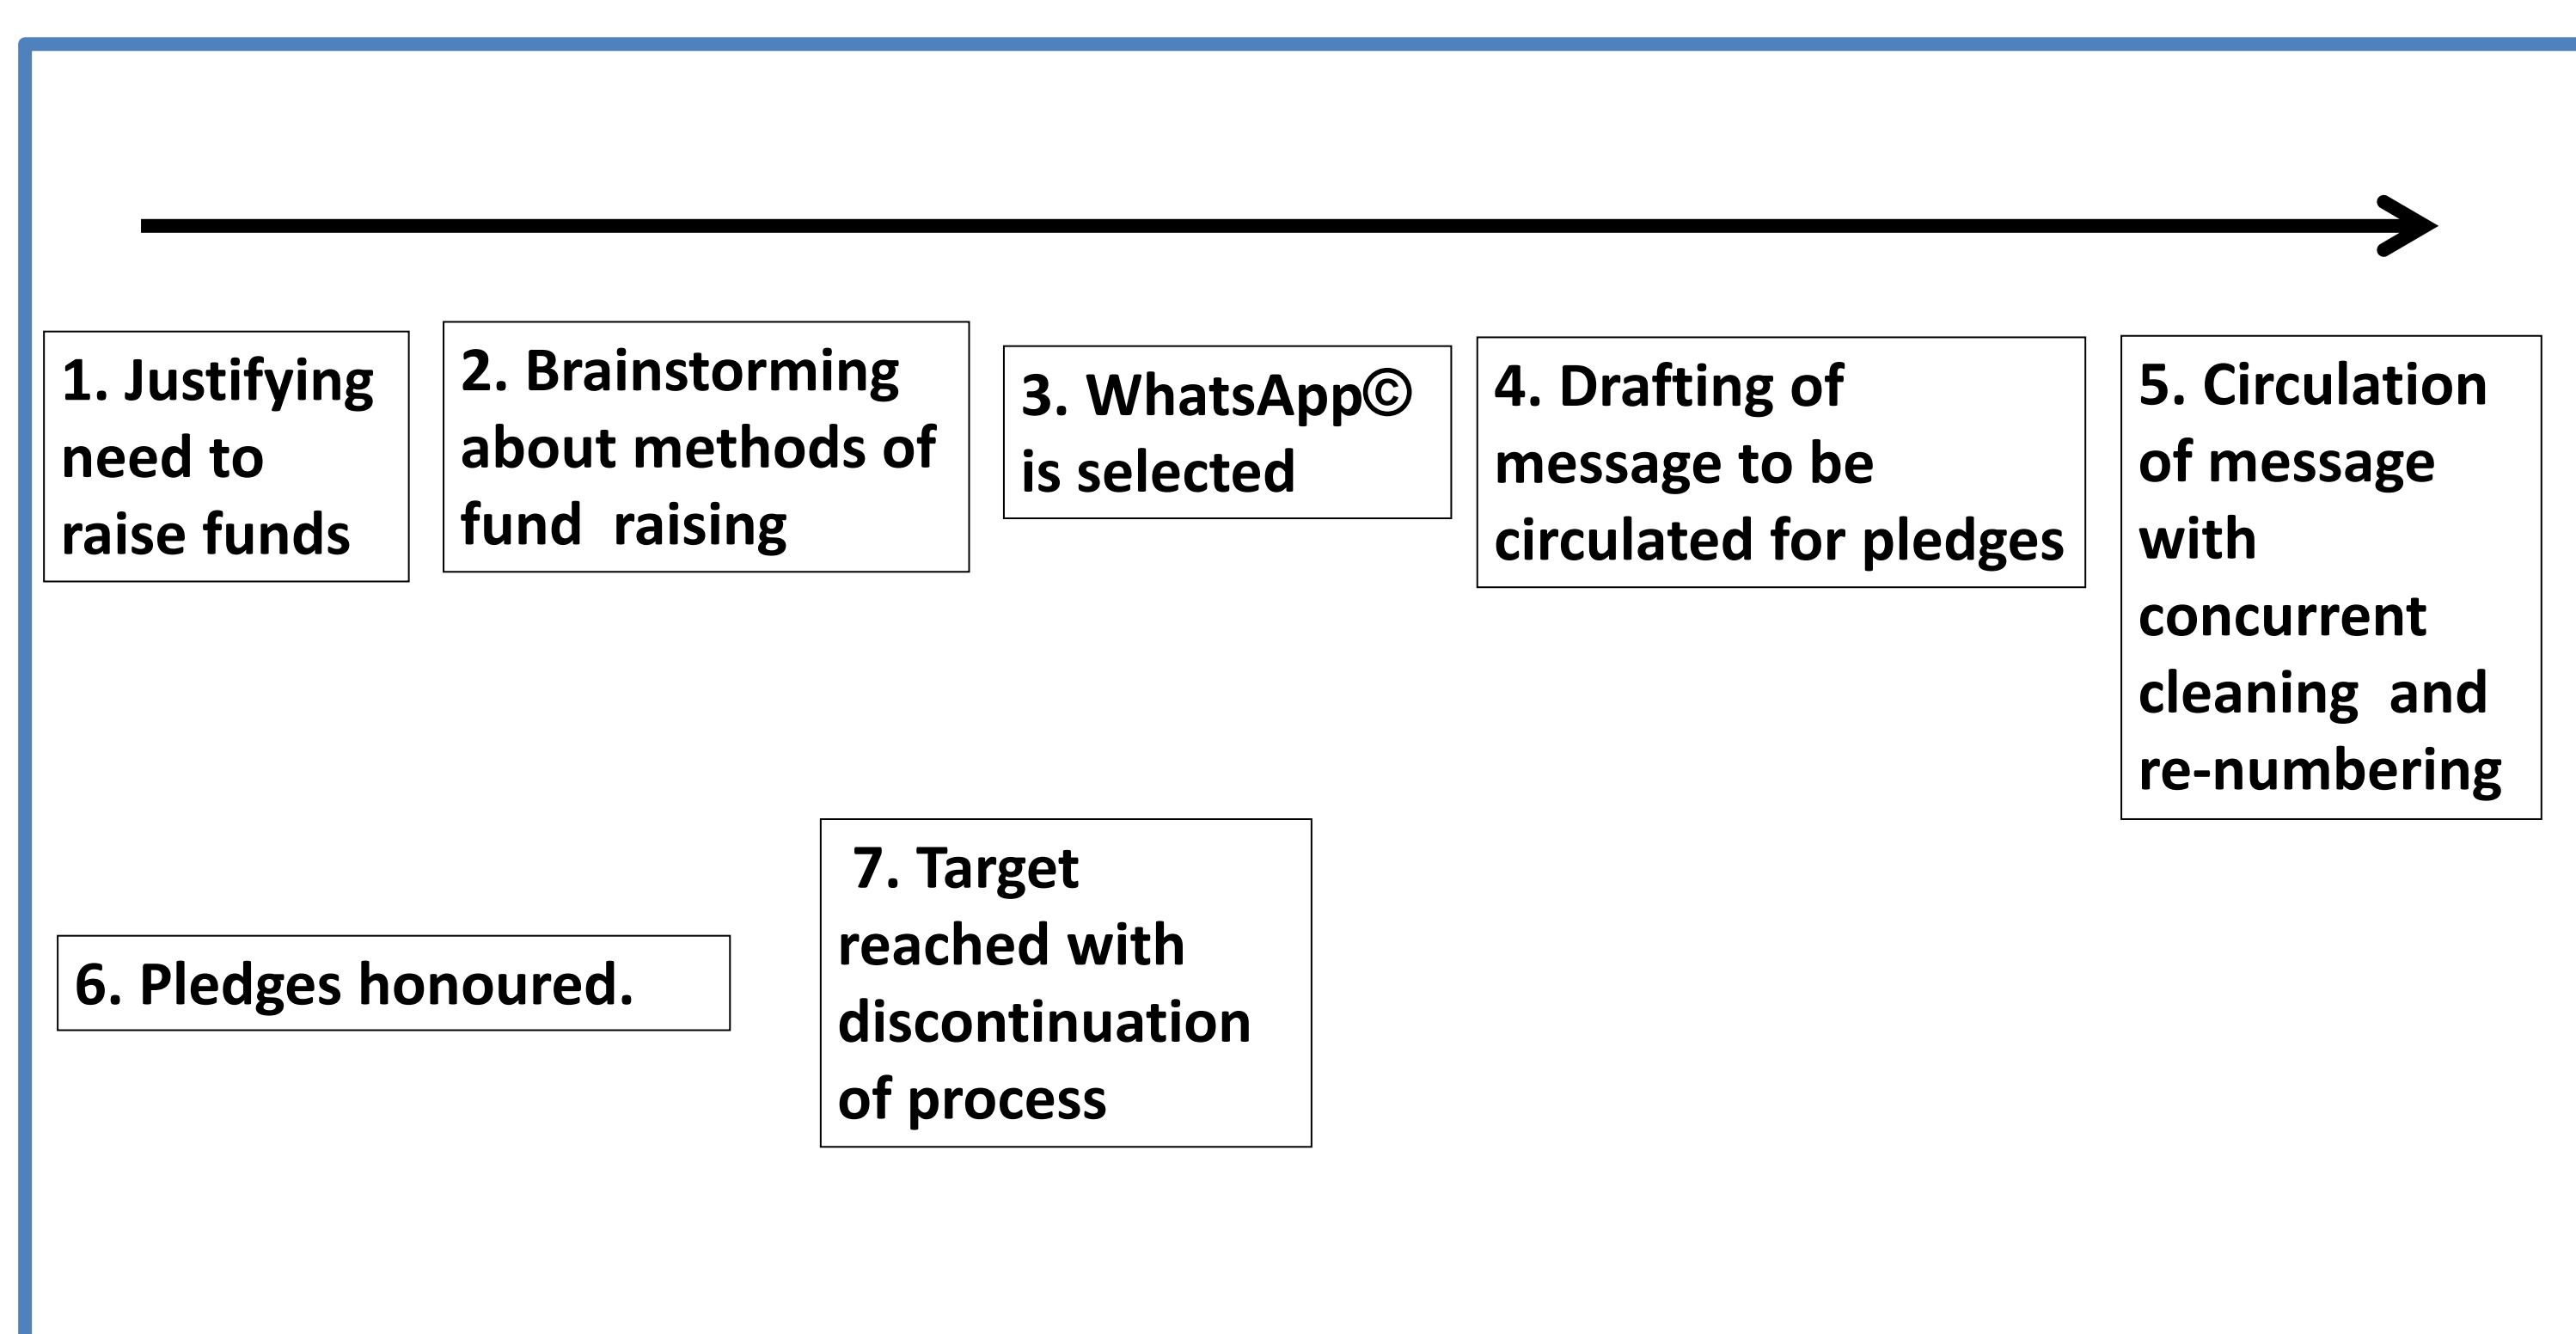 1. Justifying
need to
raise funds
2. Brainstorming
about methods of
fund  raising
3. WhatsApp©
is selected
4. Drafting of
message to be
circulated for pledges
5. Circulation
of message
with
concurrent
cleaning  and
re-numbering
6. Pledges honoured.
7. Target
reached with
discontinuation
of process